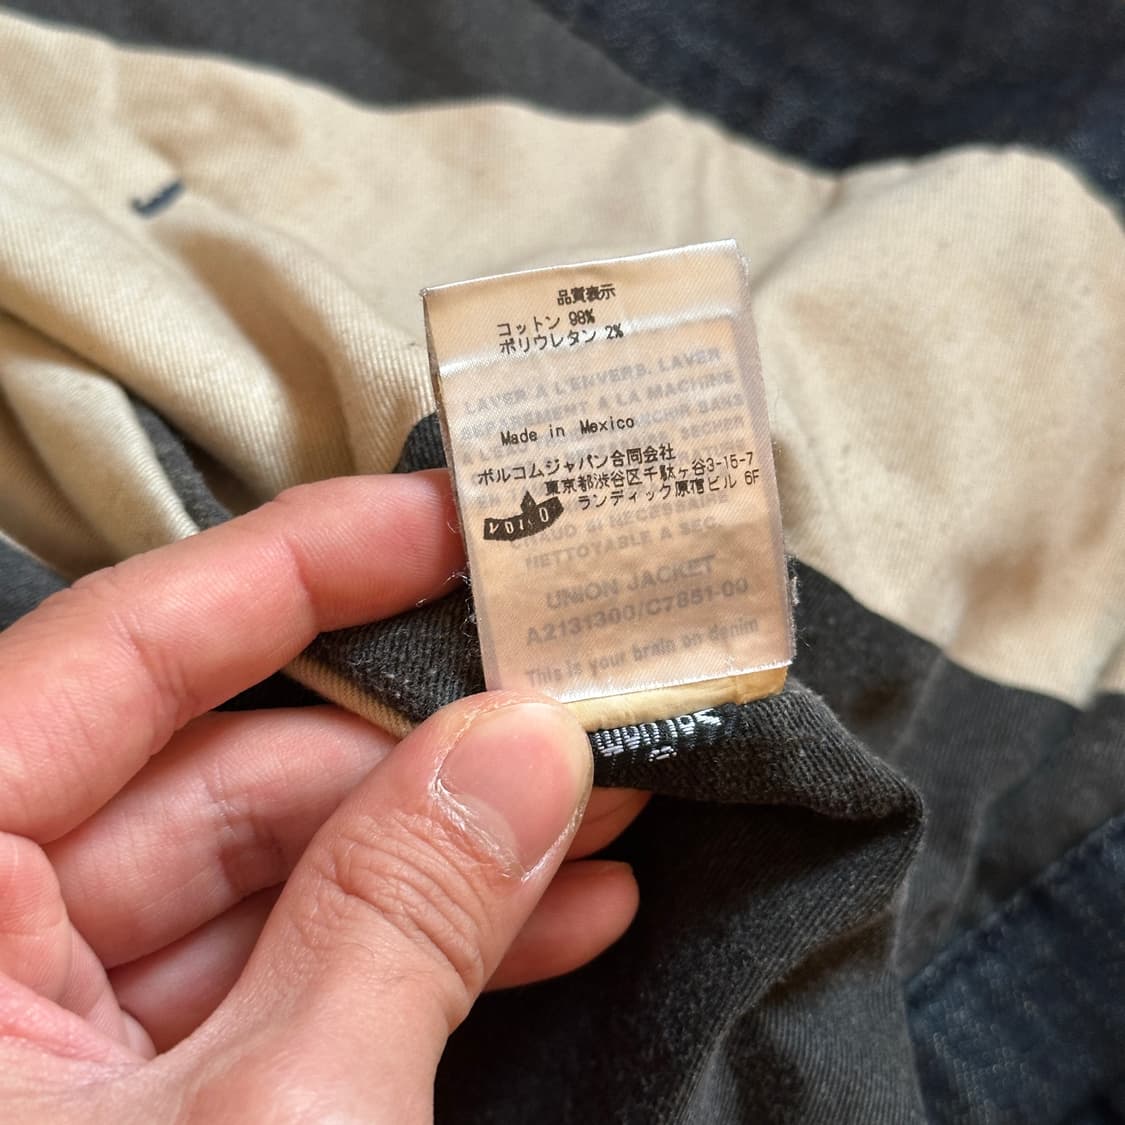 品質表示
コットン 98%
ポリウレタン 2%
LAVER A L'ENVERS. LAVER
A LA MACHINE
SANS
SECHER
Made in Mexico
ボルコムジャパン合同会社
東京都渋谷区千駄ヶ谷3-15-7
ランディック原宿ビル 6F
SI NECESSAIRE
NETTOYABLE A SEC.
UNION JACKET
A2131300/C7851-00
This is your brain on denim